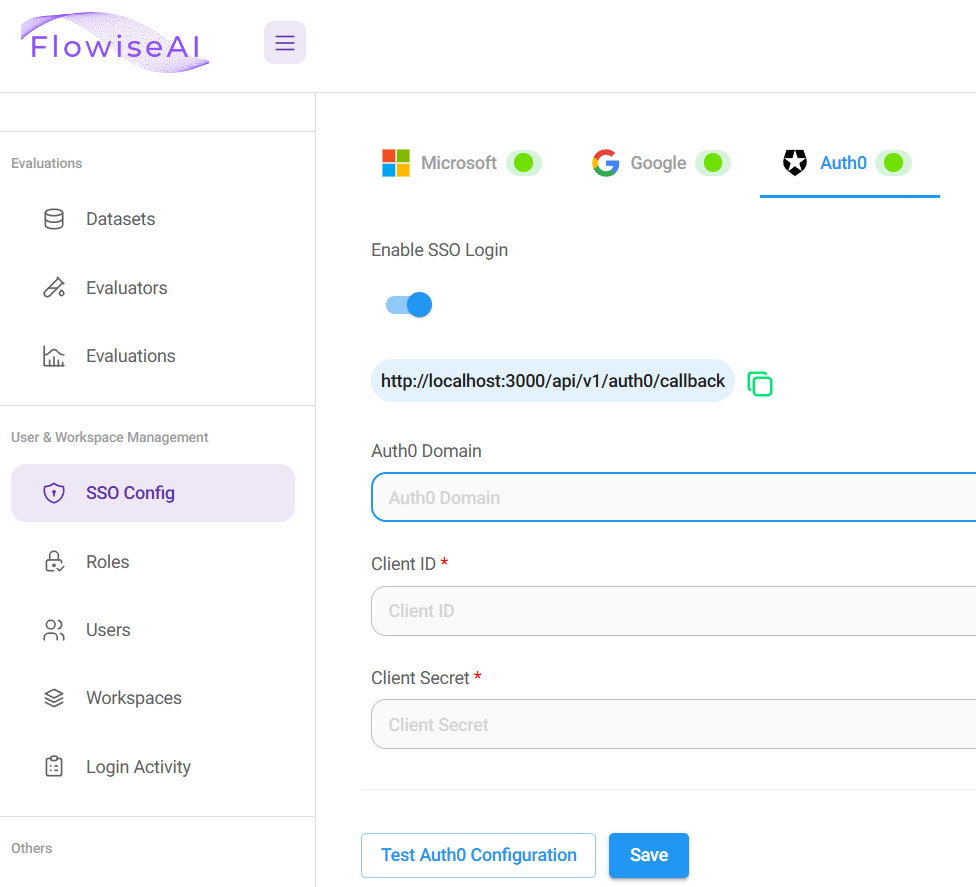 FlowiseAI
Microsoft
Google
Auth0
Evaluations
Datasets
Evaluators
Evaluations
User & Workspace Management
SSO Config
Roles
Users
Workspaces
Login Activity
Others
Enable SSO Login
http://localhost:3000/api/v1/auth0/callback
Auth0 Domain
Auth0 Domain
Client ID *
Client ID
Client Secret *
Client Secret
Test Auth0 Configuration
Save